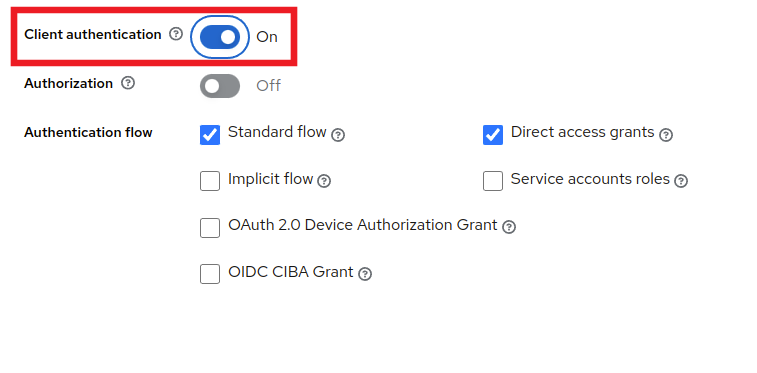 Client authentication ? On
Authorization ? Off
Authentication flow
Standard flow ? Direct access grants ?
Implicit flow ? Service accounts roles ?
OAuth 2.0 Device Authorization Grant ?
OIDC CIBA Grant ?